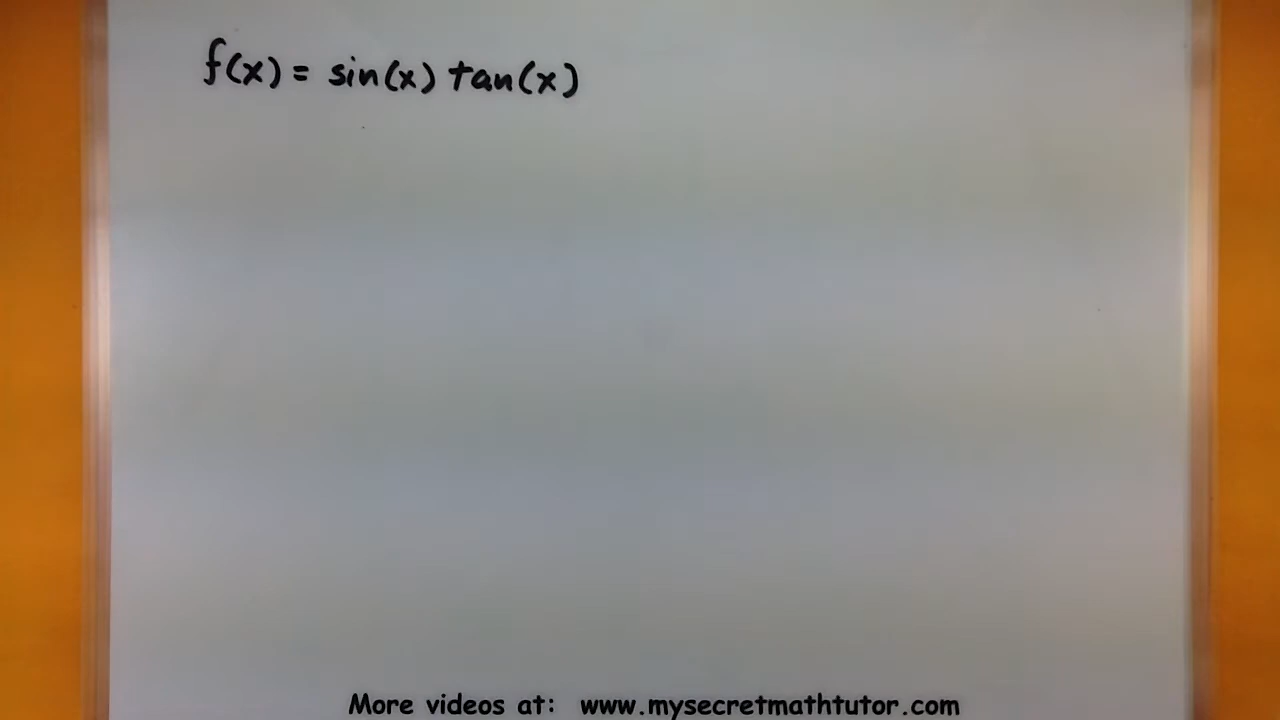 f(x) = sin(x) tan(x)
More videos at: www.mysecretmathtutor.com